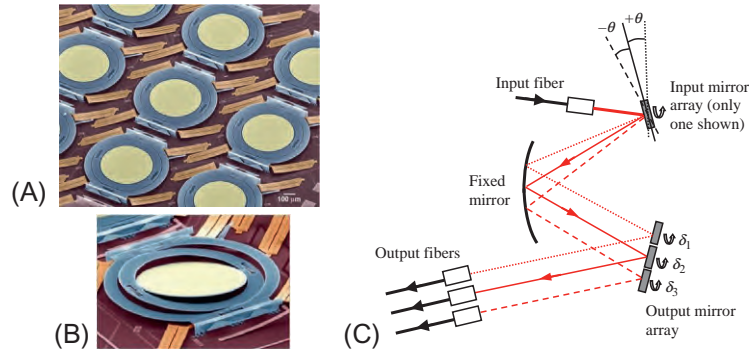 (A)
100 μm
(B)
(C)
−θ
+θ
Input fiber
Input mirror
array (only
one shown)
Fixed
mirror
Output fibers
δ1
δ2
δ3
Output mirror
array